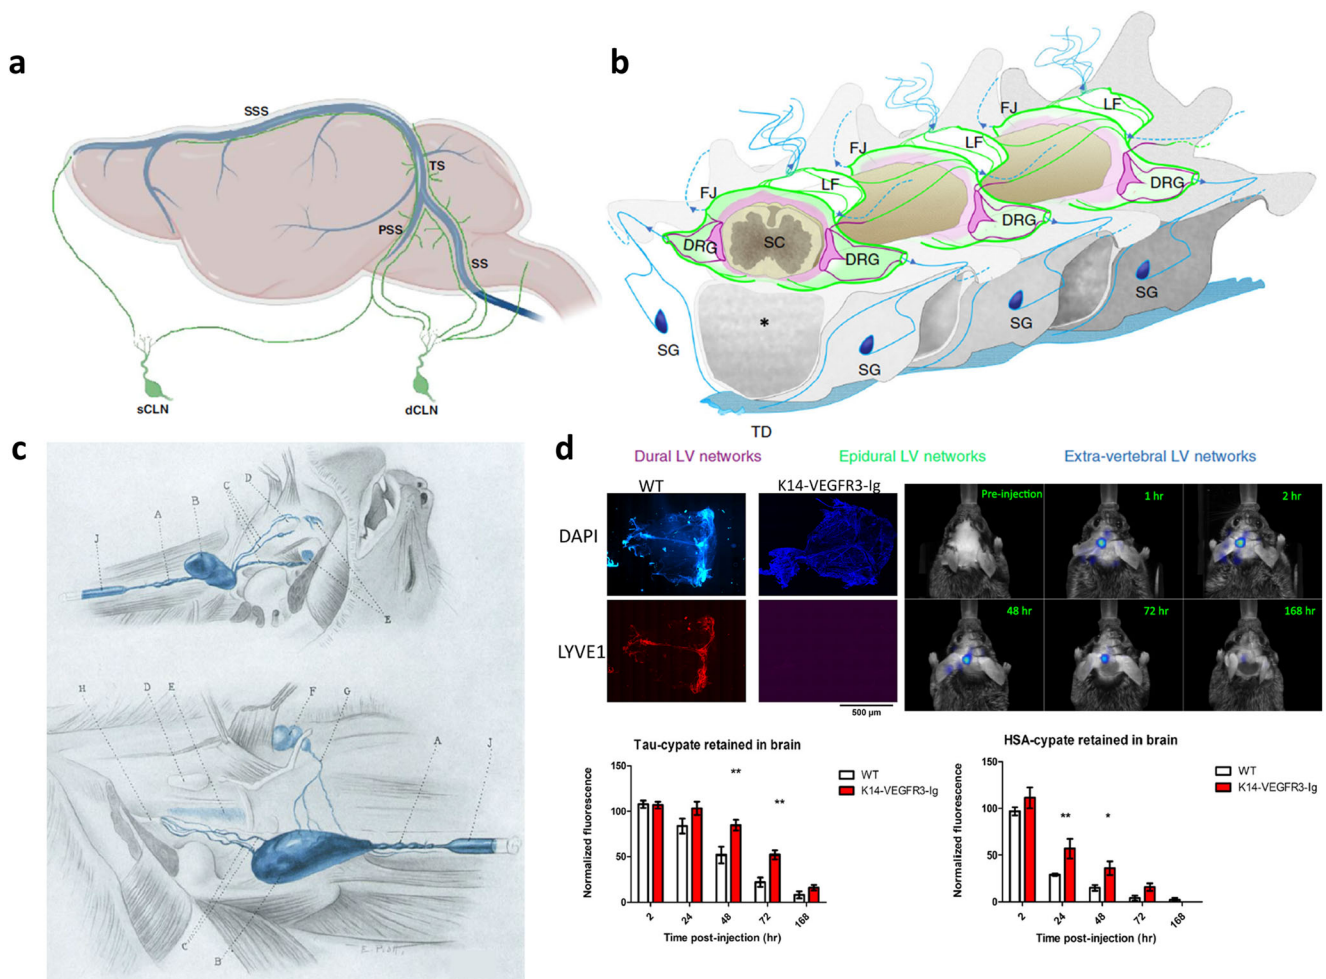 a
SSS
TS
PSS
SS
sCLN
dCLN
b
FJ
LF
FJ
LF
FJ
LF
DRG
SC
DRG
DRG
DRG
*
SG
SG
SG
SG
TD
Dural LV networks
Epidural LV networks
Extra-vertebral LV networks
c
J
A
B
C
D
E
H
D
E
F
G
A
J
C
B
d
WT
K14-VEGFR3-Ig
DAPI
LYVE1
500 µm
Pre-injection
1 hr
2 hr
48 hr
72 hr
168 hr
Tau-cypate retained in brain
Normalized fluorescence
150
100
50
0
**
**
2
24
48
72
168
Time post-injection (hr)
WT
K14-VEGFR3-Ig
HSA-cypate retained in brain
Normalized fluorescence
150
100
50
0
**
*
2
24
48
72
168
Time post-injection (hr)
WT
K14-VEGFR3-Ig